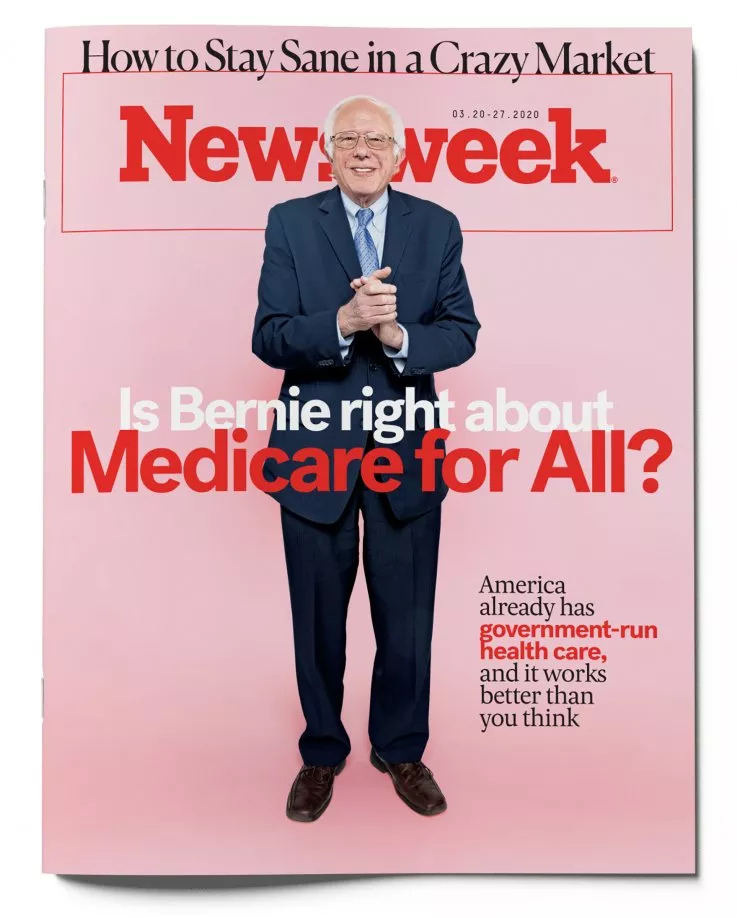 How to Stay Sane in a Crazy Market
03.20-27.2020
Newsweek®
Is Bernie right about
Medicare for All?
America
already has
government-run
health care,
and it works
better than
you think